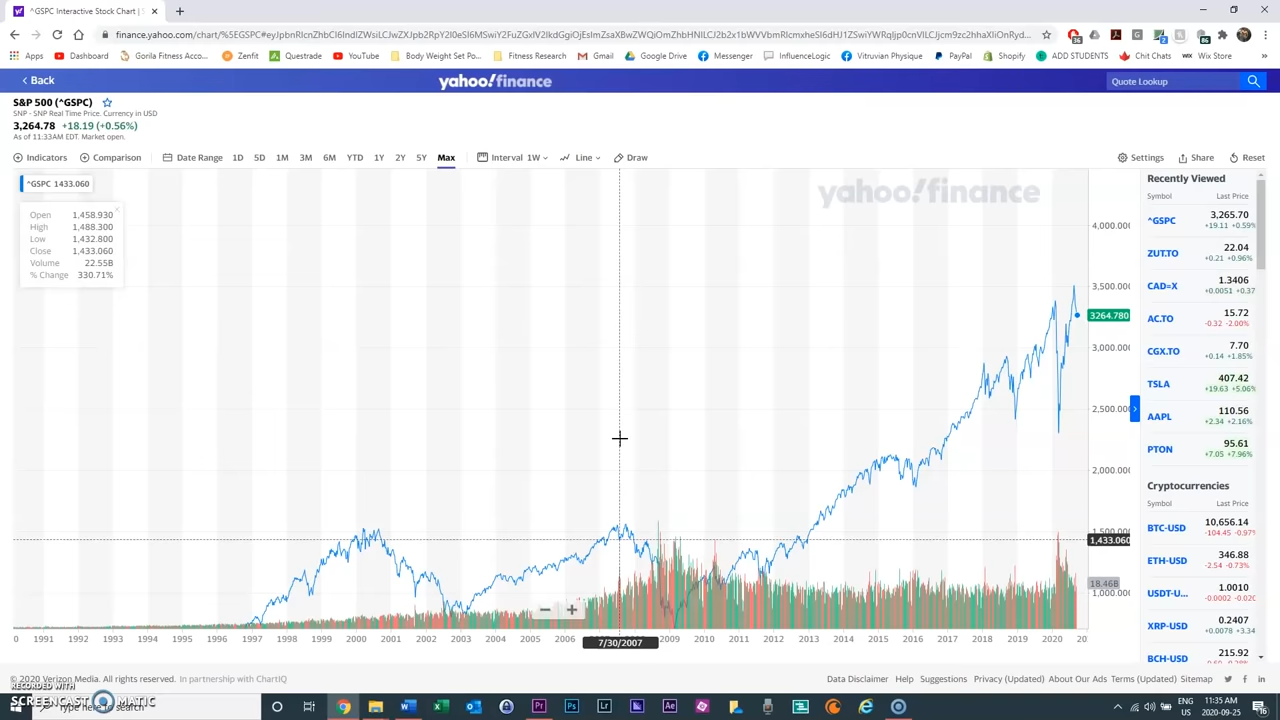 ^GSPC Interactive Stock Chart |
finance.yahoo.com/chart/%5EGSPC#
Apps
Dashboard
Gorila Fitness Acco...
Zenfit
Questrade
YouTube
Body Weight Set Po...
Fitness Research
Gmail
Google Drive
Messenger
InfluenceLogic
Vitruvian Physique
PayPal
Shopify
ADD STUDENTS
Chit Chats
Wix Store
Back
yahoo!finance
Quote Lookup
S&P 500 (^GSPC)
SNP - SNP Real Time Price. Currency in USD
3,264.78 +18.19 (+0.56%)
As of 11:33AM EDT. Market open.
Indicators
Comparison
Date Range
1D 5D 1M 3M 6M YTD 1Y 2Y 5Y Max
Interval 1W
Line
Draw
Settings
Share
Reset
^GSPC 1433.060
Open 1,458.930
High 1,488.300
Low 1,432.800
Close 1,433.060
Volume 22.55B
% Change 330.71%
yahoo!finance
4,000.00
3,500.00
3264.780
3,000.00
2,500.00
2,000.00
1,500.00
1,433.060
18.46B
1,000.00
0 1991 1992 1993 1994 1995 1996 1997 1998 1999 2000 2001 2002 2003 2004 2005 2006 2009 2010 2011 2012 2013 2014 2015 2016 2017 2018 2019 2020 20
7/30/2007
Recently Viewed
Symbol Last Price
^GSPC 3,265.70
+19.11 +0.59%
ZUT.TO 22.04
+0.21 +0.96%
CAD=X 1.3406
+0.0051 +0.37
AC.TO 15.72
-0.32 -2.00%
CGX.TO 7.70
+0.14 +1.85%
TSLA 407.42
+19.63 +5.06%
AAPL 110.56
+2.34 +2.16%
PTON 95.61
+7.05 +7.96%
Cryptocurrencies
Symbol Last Price
BTC-USD 10,656.14
-104.45 -0.97%
ETH-USD 346.88
-2.54 -0.73%
USDT-U... 1.0010
-0.0002 -0.020
XRP-USD 0.2407
+0.0078 +3.34
BCH-USD 215.92
© 2020 Verizon Media. All rights reserved. In partnership with ChartIQ
Data Disclaimer Help Suggestions Privacy (Updated) About Our Ads Terms (Updated) Sitemap
RECORDED WITH
SCREENCAST MATIC
Type here to search
ENG
US
11:35 AM
2020-09-25